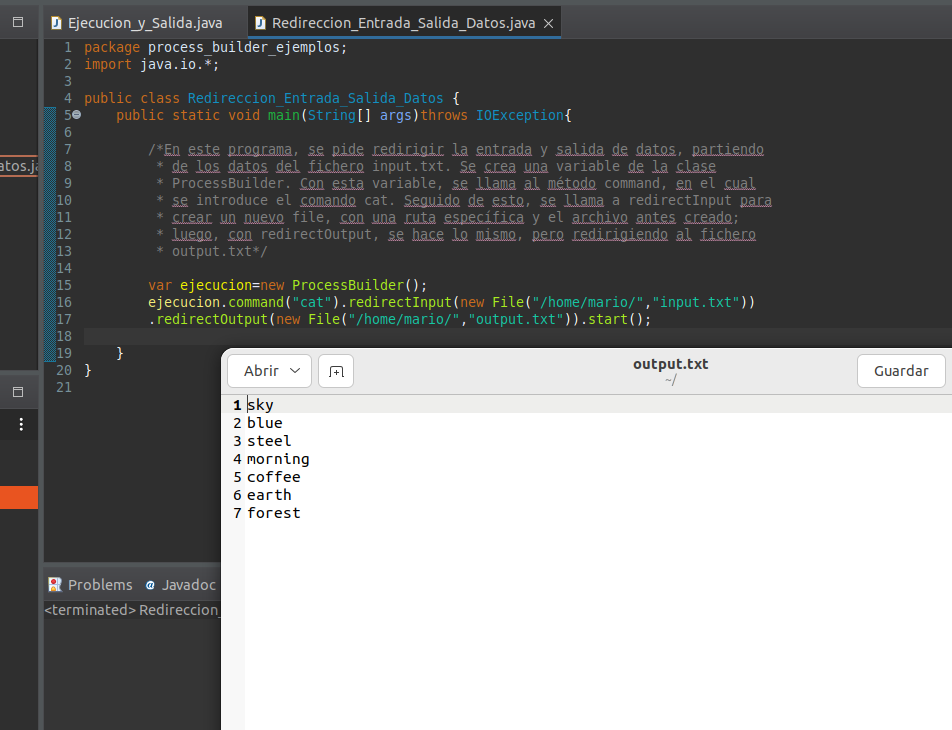 Ejecucion_y_Salida.java
Redireccion_Entrada_Salida_Datos.java
1 package process_builder_ejemplos;
2 import java.io.*;
3
4 public class Redireccion_Entrada_Salida_Datos {
5 public static void main(String[] args)throws IOException{
6
7 /*En este programa, se pide redirigir la entrada y salida de datos, partiendo
8 * de los datos del fichero input.txt. Se crea una variable de la clase
9 * ProcessBuilder. Con esta variable, se llama al método command, en el cual
10 * se introduce el comando cat. Seguido de esto, se llama a redirectInput para
11 * crear un nuevo file, con una ruta específica y el archivo antes creado;
12 * luego, con redirectOutput, se hace lo mismo, pero redirigiendo al fichero
13 * output.txt*/
14
15 var ejecucion=new ProcessBuilder();
16 ejecucion.command("cat").redirectInput(new File("/home/mario/","input.txt"))
17 .redirectOutput(new File("/home/mario/","output.txt")).start();
18
19 }
20 }
21
atos.ja
Abrir
output.txt
~/
Guardar
1 sky
2 blue
3 steel
4 morning
5 coffee
6 earth
7 forest
Problems @ Javadoc
<terminated> Redireccion_